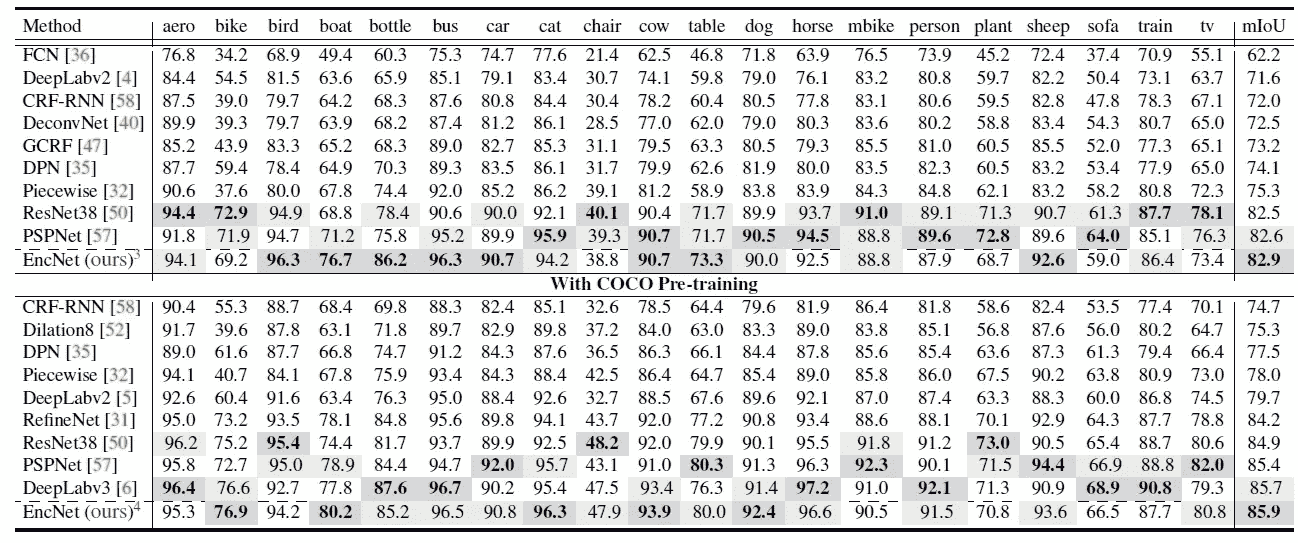 Method aero bike bird boat bottle bus car cat chair cow table dog horse mbike person plant sheep sofa train tv mIoU
FCN [36] 76.8 34.2 68.9 49.4 60.3 75.3 74.7 77.6 21.4 62.5 46.8 71.8 63.9 76.5 73.9 45.2 72.4 37.4 70.9 55.1 62.2
DeepLabv2 [4] 84.4 54.5 81.5 63.6 65.9 85.1 79.1 83.4 30.7 74.1 59.8 79.0 76.1 83.2 80.8 59.7 82.2 50.4 73.1 63.7 71.6
CRF-RNN [58] 87.5 39.0 79.7 64.2 68.3 87.6 80.8 84.4 30.4 78.2 60.4 80.5 77.8 83.1 80.6 59.5 82.8 47.8 78.3 67.1 72.0
DeconvNet [40] 89.9 39.3 79.7 63.9 68.2 87.4 81.2 86.1 28.5 77.0 62.0 79.0 80.3 83.6 80.2 58.8 83.4 54.3 80.7 65.0 72.5
GCRF [47] 85.2 43.9 83.3 65.2 68.3 89.0 82.7 85.3 31.1 79.5 63.3 80.5 79.3 85.5 81.0 60.5 85.5 52.0 77.3 65.1 73.2
DPN [35] 87.7 59.4 78.4 64.9 70.3 89.3 83.5 86.1 31.7 79.9 62.6 81.9 80.0 83.5 82.3 60.5 83.2 53.4 77.9 65.0 74.1
Piecewise [32] 90.6 37.6 80.0 67.8 74.4 92.0 85.2 86.2 39.1 81.2 58.9 83.8 83.9 84.3 84.8 62.1 83.2 58.2 80.8 72.3 75.3
ResNet38 [50] 94.4 72.9 94.9 68.8 78.4 90.6 90.0 92.1 40.1 90.4 71.7 89.9 93.7 91.0 89.1 71.3 90.7 61.3 87.7 78.1 82.5
PSPNet [57] 91.8 71.9 94.7 71.2 75.8 95.2 89.9 95.9 39.3 90.7 71.7 90.5 94.5 88.8 89.6 72.8 89.6 64.0 85.1 76.3 82.6
EncNet (ours)³ 94.1 69.2 96.3 76.7 86.2 96.3 90.7 94.2 38.8 90.7 73.3 90.0 92.5 88.8 87.9 68.7 92.6 59.0 86.4 73.4 82.9
With COCO Pre-training
CRF-RNN [58] 90.4 55.3 88.7 68.4 69.8 88.3 82.4 85.1 32.6 78.5 64.4 79.6 81.9 86.4 81.8 58.6 82.4 53.5 77.4 70.1 74.7
Dilation8 [52] 91.7 39.6 87.8 63.1 71.8 89.7 82.9 89.8 37.2 84.0 63.0 83.3 89.0 83.8 85.1 56.8 87.6 56.0 80.2 64.7 75.3
DPN [35] 89.0 61.6 87.7 66.8 74.7 91.2 84.3 87.6 36.5 86.3 66.1 84.4 87.8 85.6 85.4 63.6 87.3 61.3 79.4 66.4 77.5
Piecewise [32] 94.1 40.7 84.1 67.8 75.9 93.4 84.3 88.4 42.5 86.4 64.7 85.4 89.0 85.8 86.0 67.5 90.2 63.8 80.9 73.0 78.0
DeepLabv2 [5] 92.6 60.4 91.6 63.4 76.3 95.0 88.4 92.6 32.7 88.5 67.6 89.6 92.1 87.0 87.4 63.3 88.3 60.0 86.8 74.5 79.7
RefineNet [31] 95.0 73.2 93.5 78.1 84.8 95.6 89.8 94.1 43.7 92.0 77.2 90.8 93.4 88.6 88.1 70.1 92.9 64.3 87.7 78.8 84.2
ResNet38 [50] 96.2 75.2 95.4 74.4 81.7 93.7 89.9 92.5 48.2 92.0 79.9 90.1 95.5 91.8 91.2 73.0 90.5 65.4 88.7 80.6 84.9
PSPNet [57] 95.8 72.7 95.0 78.9 84.4 94.7 92.0 95.7 43.1 91.0 80.3 91.3 96.3 92.3 90.1 71.5 94.4 66.9 88.8 82.0 85.4
DeepLabv3 [6] 96.4 76.6 92.7 77.8 87.6 96.7 90.2 95.4 47.5 93.4 76.3 91.4 97.2 91.0 92.1 71.3 90.9 68.9 90.8 79.3 85.7
EncNet (ours)⁴ 95.3 76.9 94.2 80.2 85.2 96.5 90.8 96.3 47.9 93.9 80.0 92.4 96.6 90.5 91.5 70.8 93.6 66.5 87.7 80.8 85.9